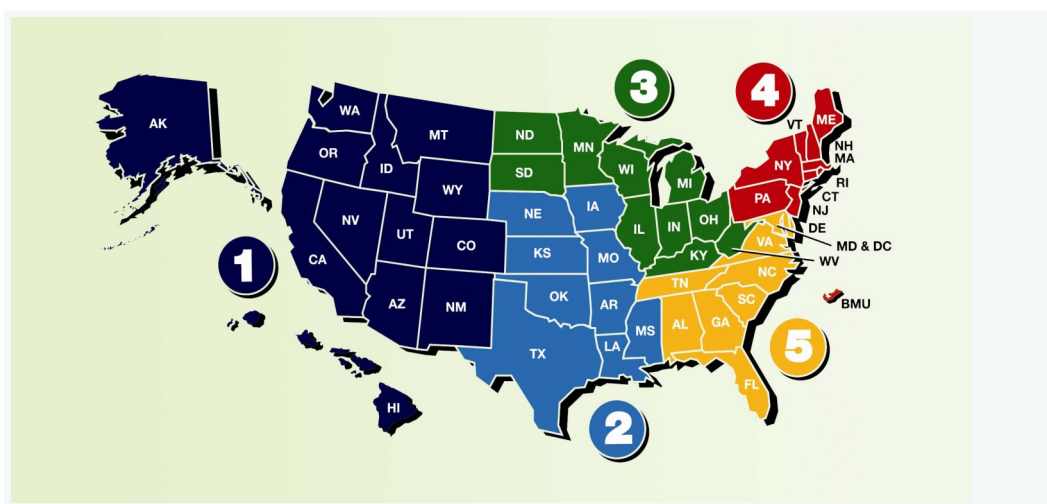 3
4
AK
WA
MT
ND
MN
VT
ME
OR
ID
SD
WI
MI
NY
NH
MA
WY
RI
PA
CT
NE
IA
NJ
NV
UT
CO
IL
IN
OH
DE
VA
MD & DC
1
CA
KS
MO
KY
WV
NC
TN
AZ
NM
OK
AR
SC
BMU
MS
AL
GA
TX
LA
5
FL
HI
2